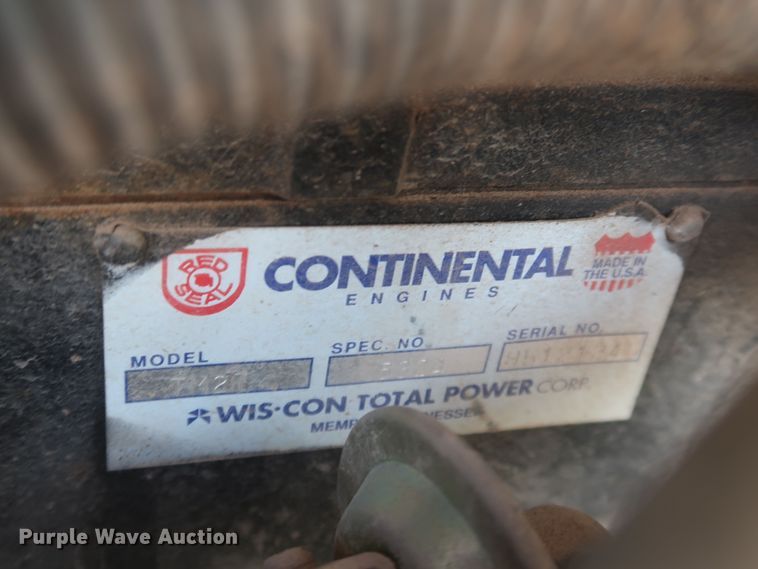 RED
SEAL
CONTINENTAL
ENGINES
MADE IN
THE U.S.A.
MODEL
SPEC. NO.
SERIAL NO.
WIS-CON TOTAL POWER CORP.
Purple Wave Auction